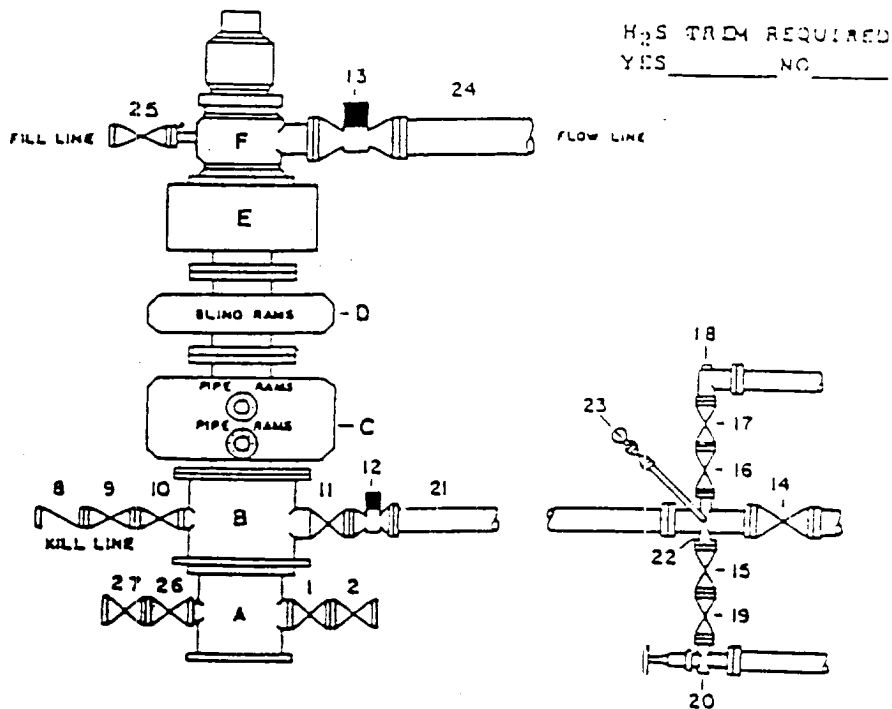 H2S TRIM REQUIRED
YES NO
13
24
25
FILL LINE
F
FLOW LINE
E
BLIND RAMS
D
PIPE RAMS
PIPE RAMS
C
18
23
17
16
12
14
8 9 10
B
11
21
KILL LINE
22
15
27 26
A
1 2
19
20